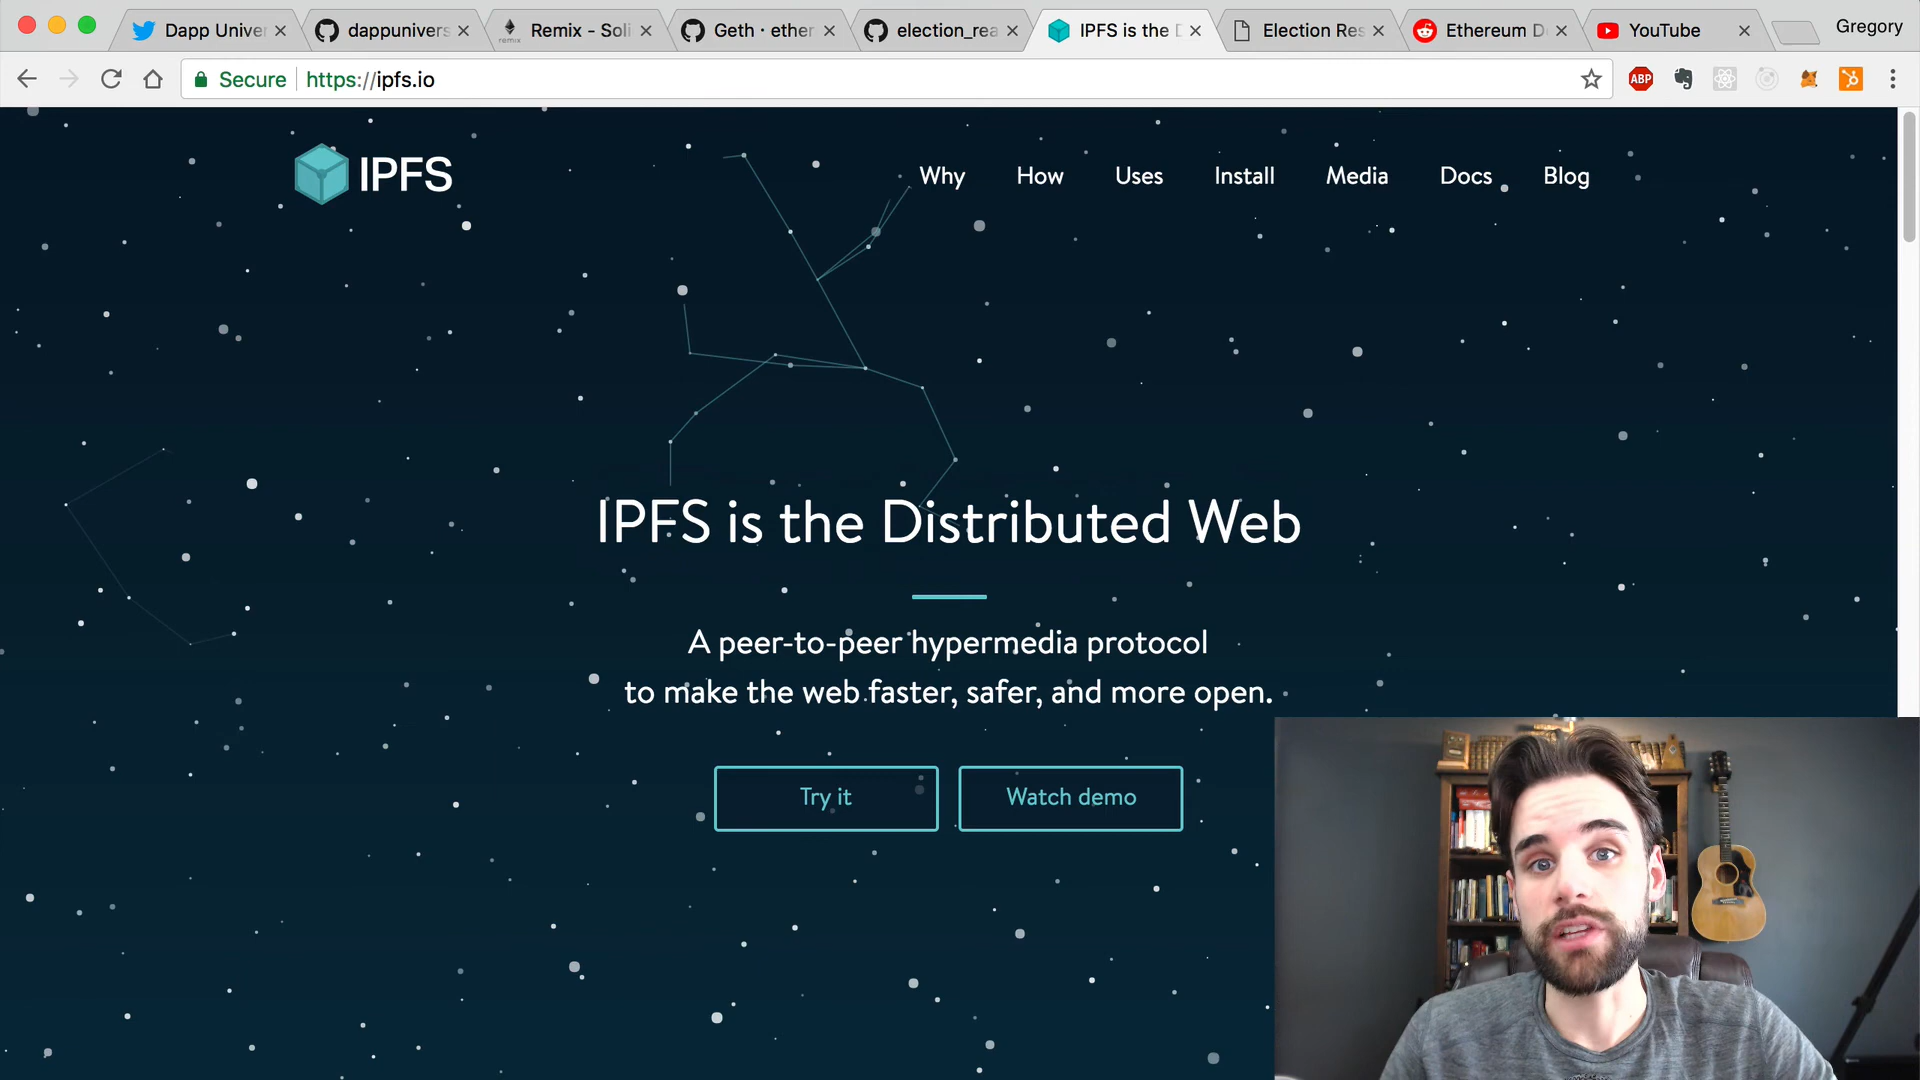 Dapp Univer
dappunivers
Remix - Soli
Geth · ether
election_rea
IPFS is the D
Election Res
Ethereum De
YouTube
Gregory
Secure
https://ipfs.io
ABP
IPFS
Why
How
Uses
Install
Media
Docs
Blog
IPFS is the Distributed Web
A peer-to-peer hypermedia protocol
to make the web faster, safer, and more open.
Try it
Watch demo